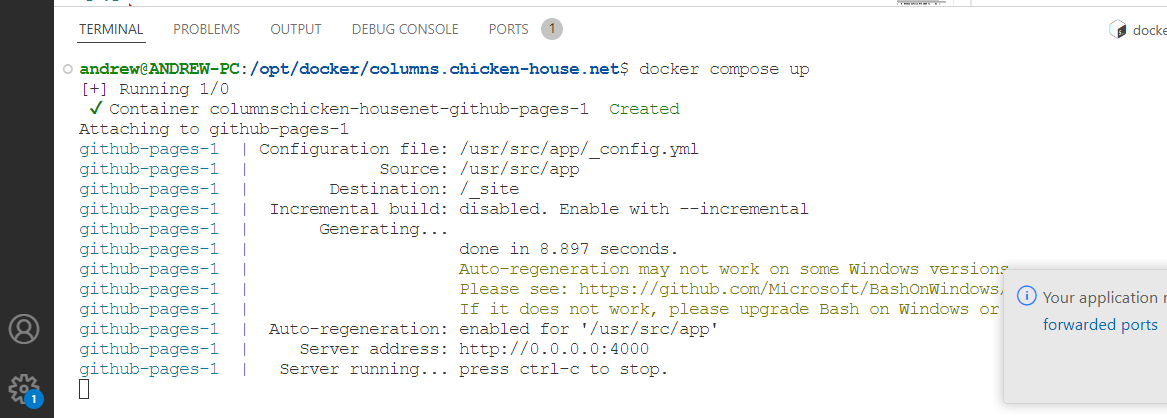 TERMINAL PROBLEMS OUTPUT DEBUG CONSOLE PORTS 1
andrew@ANDREW-PC:/opt/docker/columns.chicken-house.net$ docker compose up
[+] Running 1/0
✔ Container columnschicken-housenet-github-pages-1  Created
Attaching to github-pages-1
github-pages-1  | Configuration file: /usr/src/app/_config.yml
github-pages-1  |             Source: /usr/src/app
github-pages-1  |        Destination: /_site
github-pages-1  |  Incremental build: disabled. Enable with --incremental
github-pages-1  |       Generating...
github-pages-1  |                     done in 8.897 seconds.
github-pages-1  |                     Auto-regeneration may not work on some Windows versions
github-pages-1  |                     Please see: https://github.com/Microsoft/BashOnWindows/
github-pages-1  |                     If it does not work, please upgrade Bash on Windows or
github-pages-1  |  Auto-regeneration: enabled for '/usr/src/app'
github-pages-1  |     Server address: http://0.0.0.0:4000
github-pages-1  |   Server running... press ctrl-c to stop.
Your application
forwarded ports
1